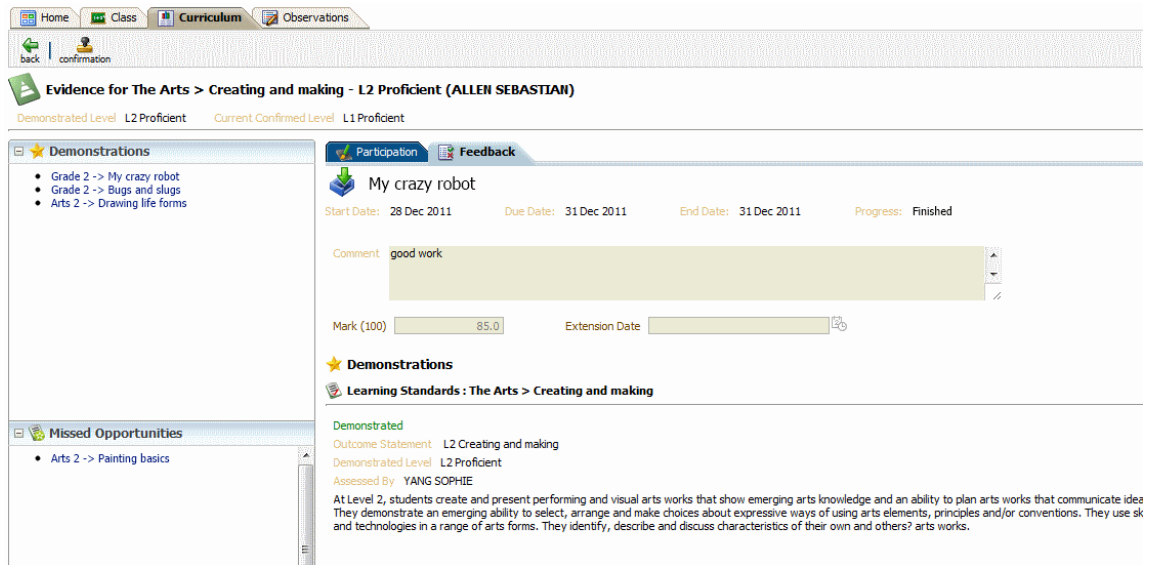 Home Class Curriculum Observations
back confirmation
Evidence for The Arts > Creating and making - L2 Proficient (ALLEN SEBASTIAN)
Demonstrated Level L2 Proficient Current Confirmed Level L1 Proficient
Demonstrations
Grade 2 -> My crazy robot
Grade 2 -> Bugs and slugs
Arts 2 -> Drawing life forms
Missed Opportunities
Arts 2 -> Painting basics
Participation Feedback
My crazy robot
Start Date: 28 Dec 2011 Due Date: 31 Dec 2011 End Date: 31 Dec 2011 Progress: Finished
Comment good work
Mark (100) 85.0 Extension Date
Demonstrations
Learning Standards : The Arts > Creating and making
Demonstrated
Outcome Statement L2 Creating and making
Demonstrated Level L2 Proficient
Assessed By YANG SOPHIE
At Level 2, students create and present performing and visual arts works that show emerging arts knowledge and an ability to plan arts works that communicate idea
They demonstrate an emerging ability to select, arrange and make choices about expressive ways of using arts elements, principles and/or conventions. They use sk
and technologies in a range of arts forms. They identify, describe and discuss characteristics of their own and others? arts works.